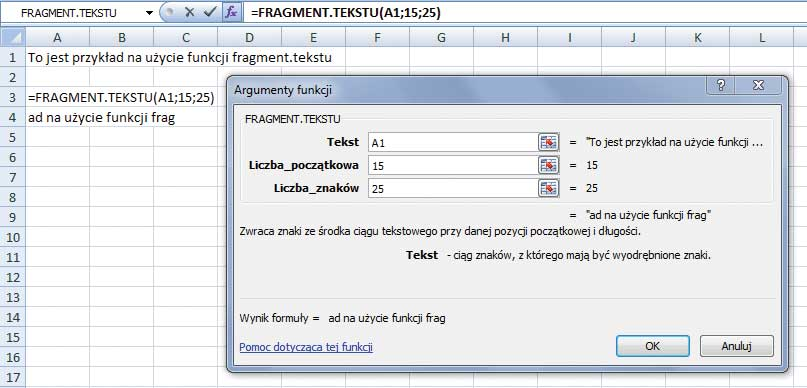 FRAGMENT.TEKSTU =FRAGMENT.TEKSTU(A1;15;25)
A B C D E F G H I J K L
1 To jest przykład na użycie funkcji fragment.tekstu
2
3 =FRAGMENT.TEKSTU(A1;15;25)
4 ad na użycie funkcji frag
5
6
7
8
9
10
11
12
13
14
15
16
17
Argumenty funkcji
FRAGMENT.TEKSTU
Tekst A1 = "To jest przykład na użycie funkcji ...
Liczba_początkowa 15 = 15
Liczba_znaków 25 = 25
= "ad na użycie funkcji frag"
Zwraca znaki ze środka ciągu tekstowego przy danej pozycji początkowej i długości.
Tekst - ciąg znaków, z którego mają być wyodrębnione znaki.
Wynik formuły = ad na użycie funkcji frag
Pomoc dotycząca tej funkcji
OK Anuluj